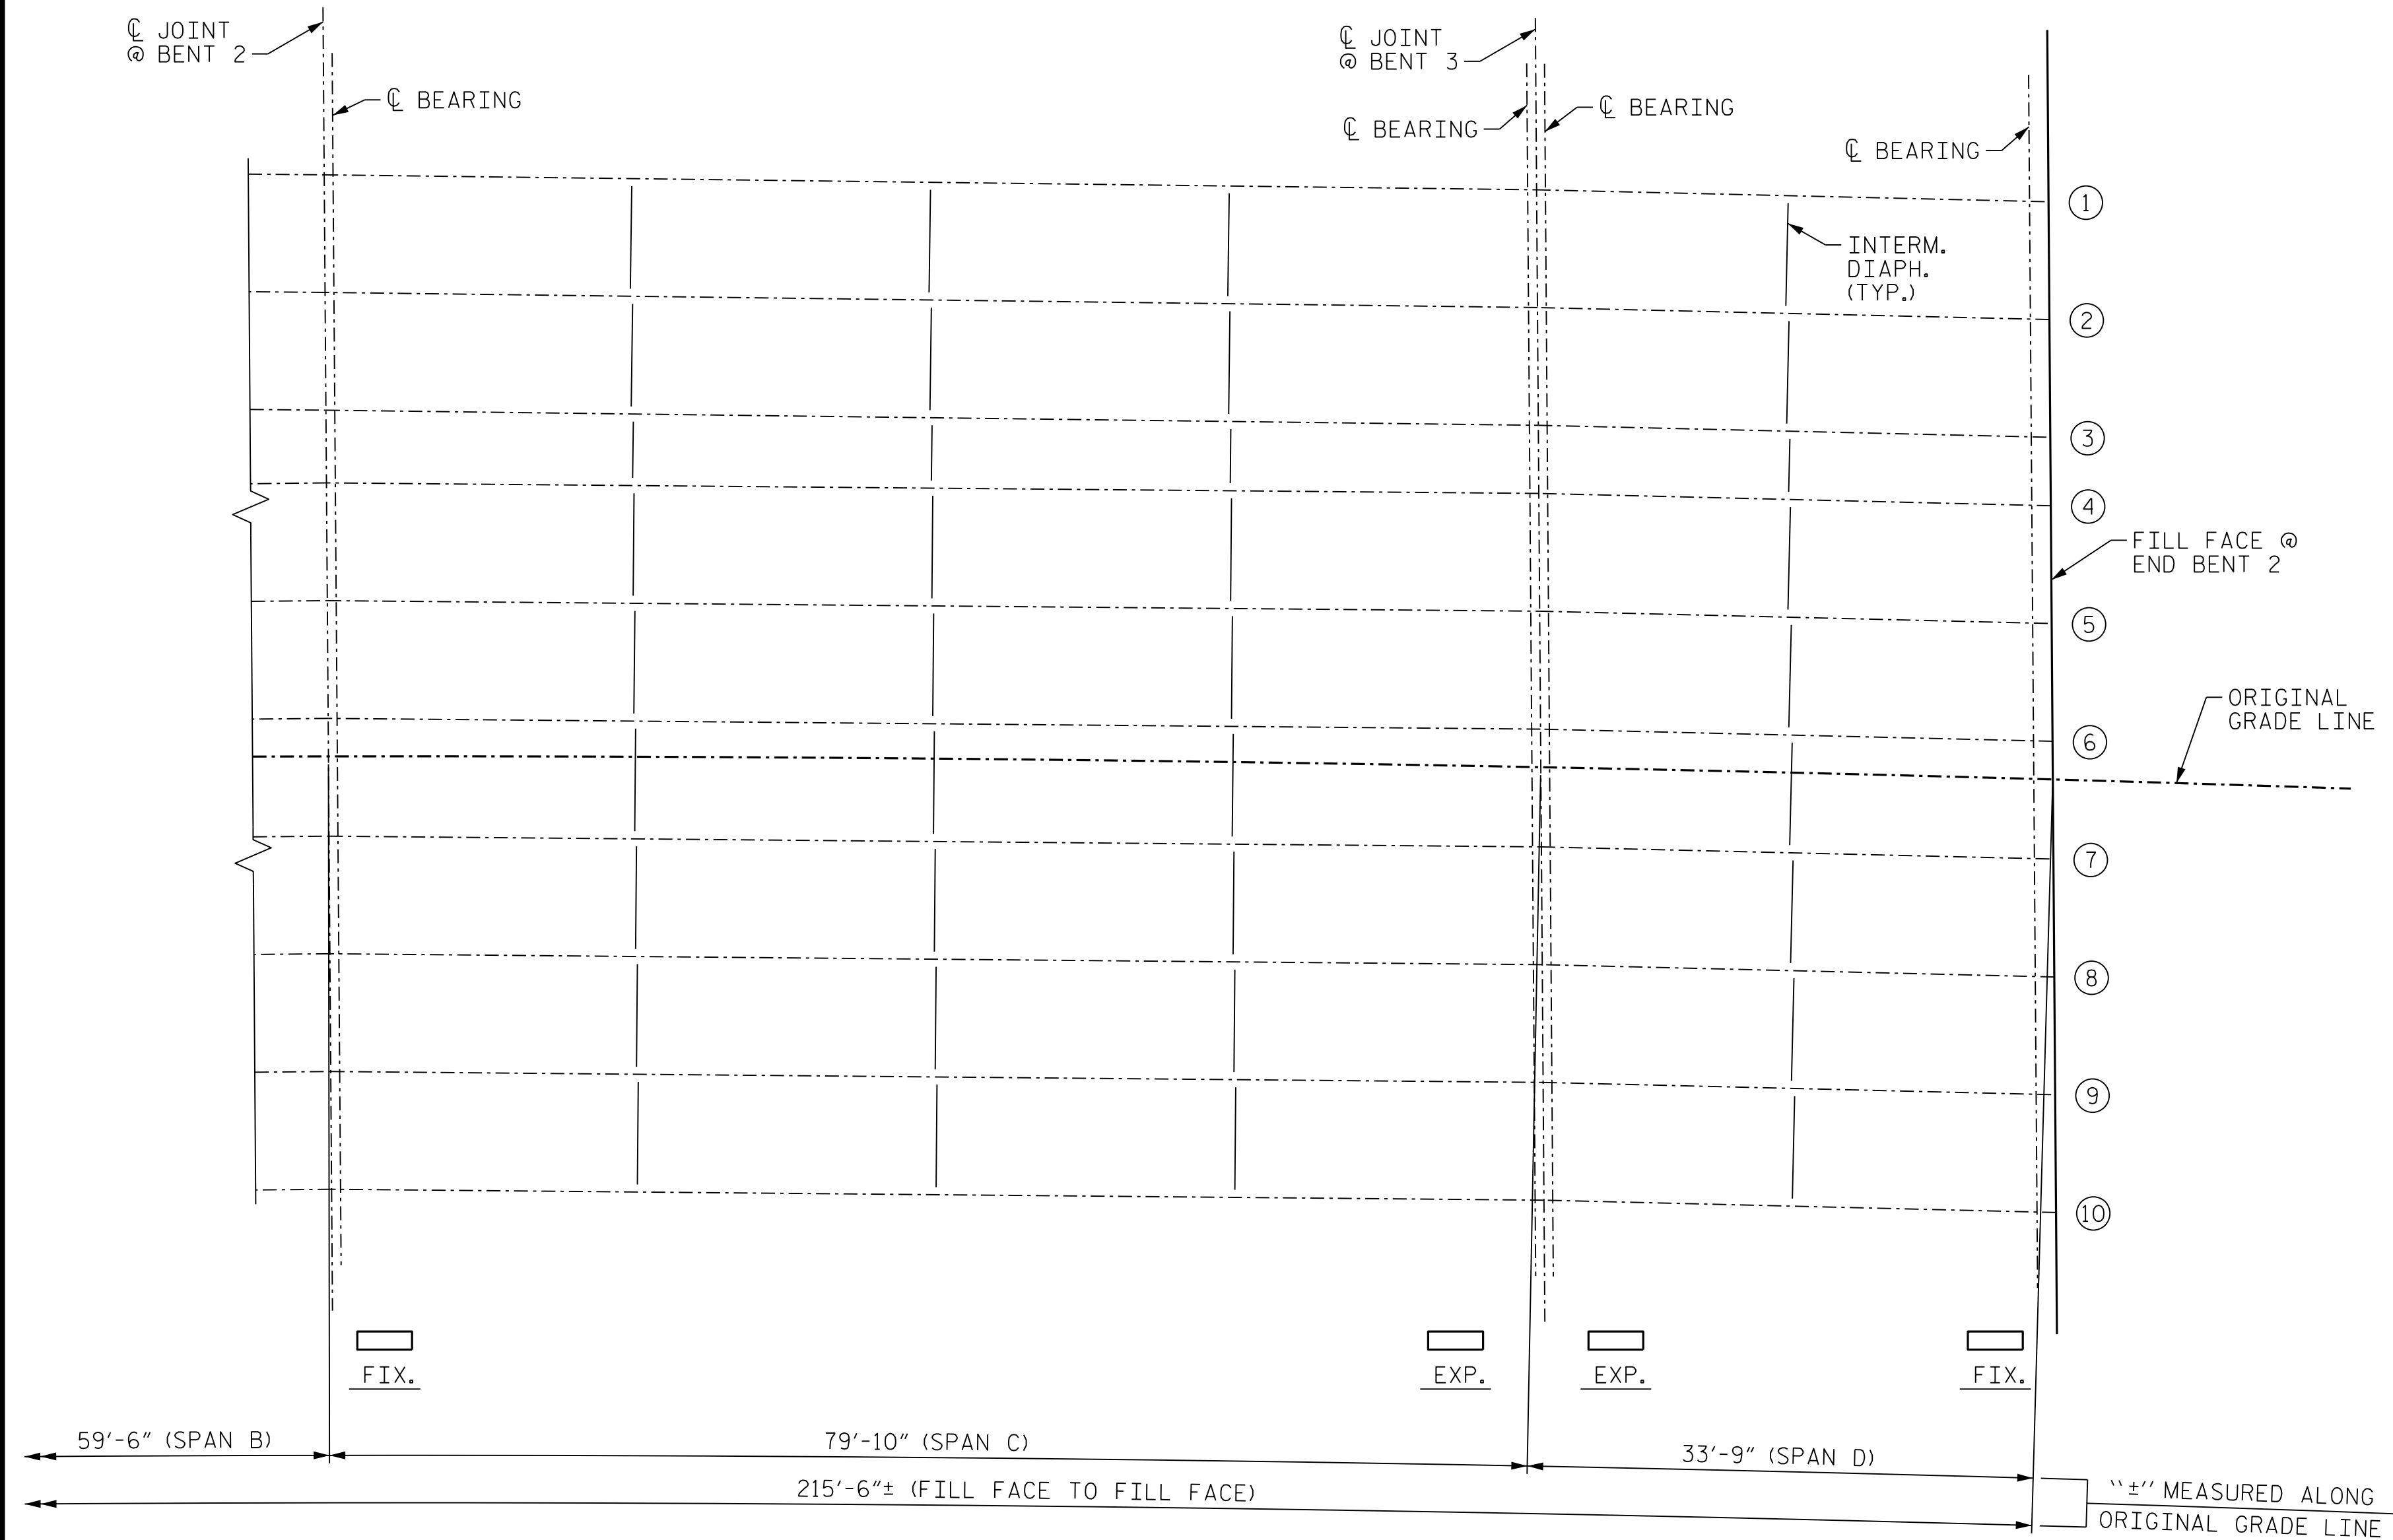 ℄ JOINT
@ BENT 2
℄ BEARING
℄ JOINT
@ BENT 3
℄ BEARING
℄ BEARING
℄ BEARING
1
INTERM.
DIAPH.
(TYP.)
2
3
4
FILL FACE @
END BENT 2
5
ORIGINAL
GRADE LINE
6
7
8
9
10
FIX.
EXP.
EXP.
FIX.
59'-6" (SPAN B)
79'-10" (SPAN C)
33'-9" (SPAN D)
215'-6"± (FILL FACE TO FILL FACE)
‘‘±’’ MEASURED ALONG
ORIGINAL GRADE LINE